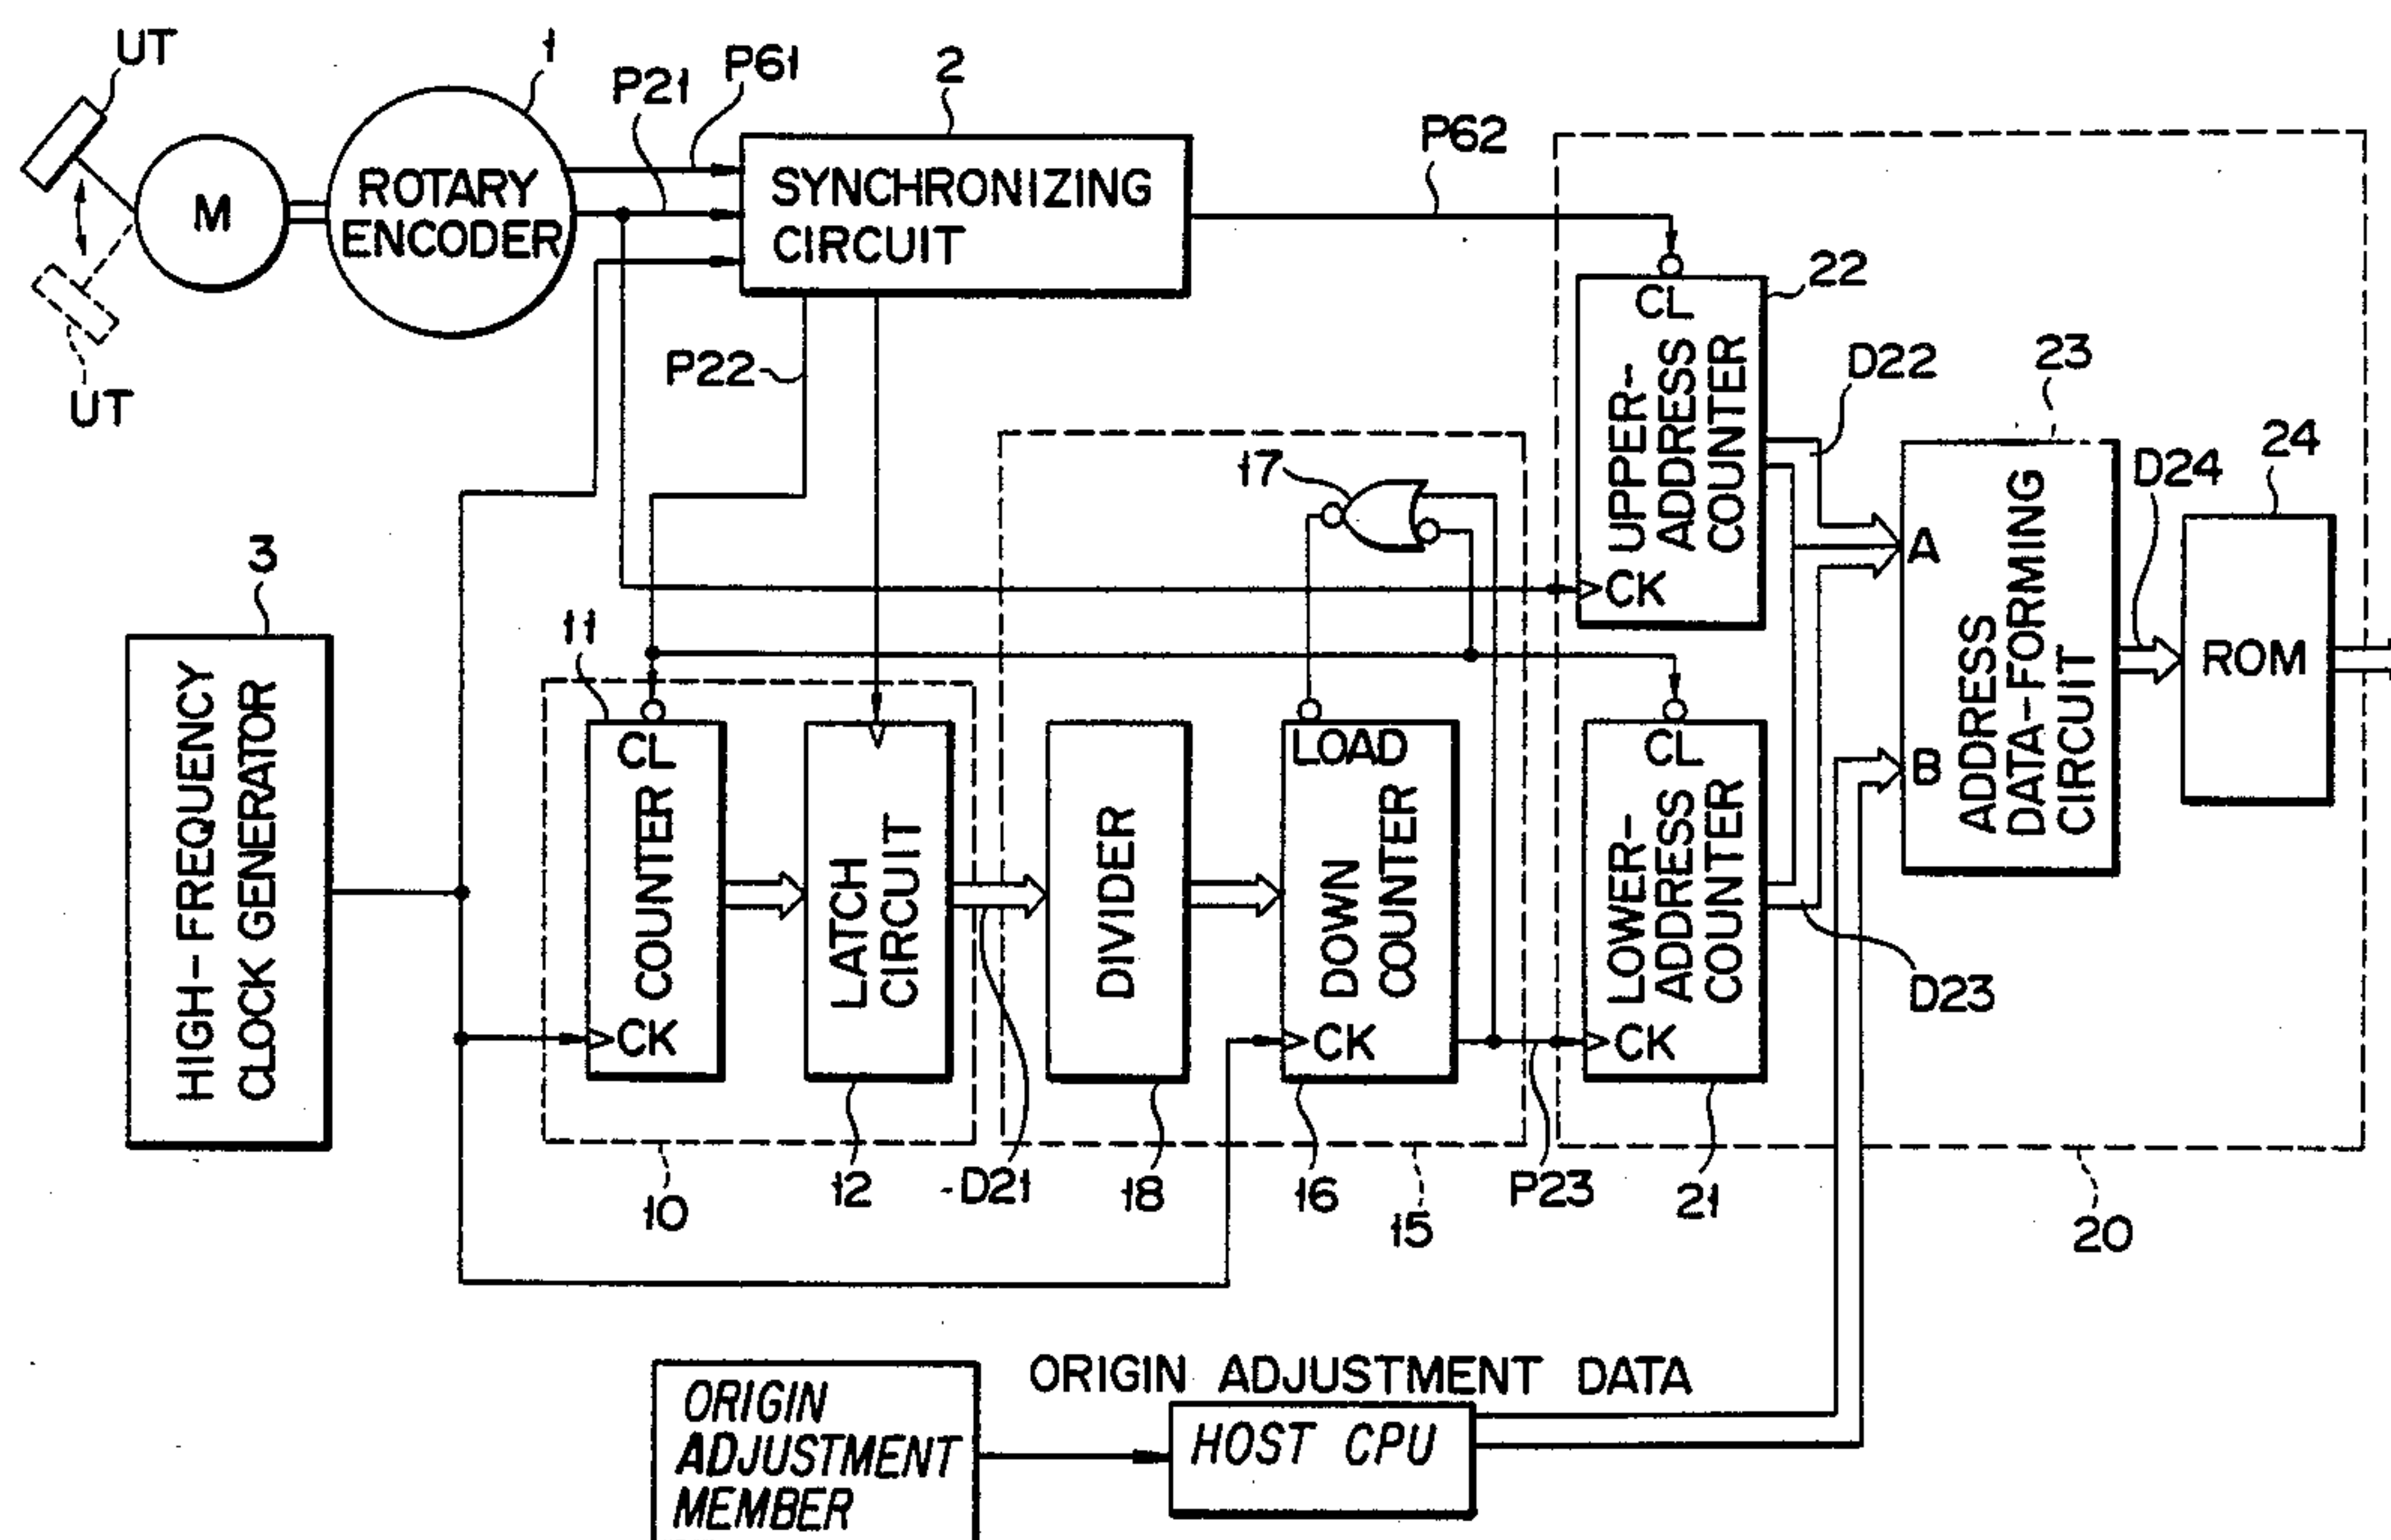 UT
1
P21
P61
2
P62
M
ROTARY
ENCODER
SYNCHRONIZING
CIRCUIT
UT
P22
CL
22
UPPER-
ADDRESS
COUNTER
CK
D22
23
17
A
B
ADDRESS
DATA-FORMING
CIRCUIT
D24
24
ROM
3
HIGH-FREQUENCY
CLOCK GENERATOR
11
CL
COUNTER
CK
LATCH
CIRCUIT
DIVIDER
LOAD
DOWN
COUNTER
CK
CL
LOWER-
ADDRESS
COUNTER
CK
D23
10
12
D21
18
16
15
P23
21
20
ORIGIN ADJUSTMENT DATA
ORIGIN
ADJUSTMENT
MEMBER
HOST CPU